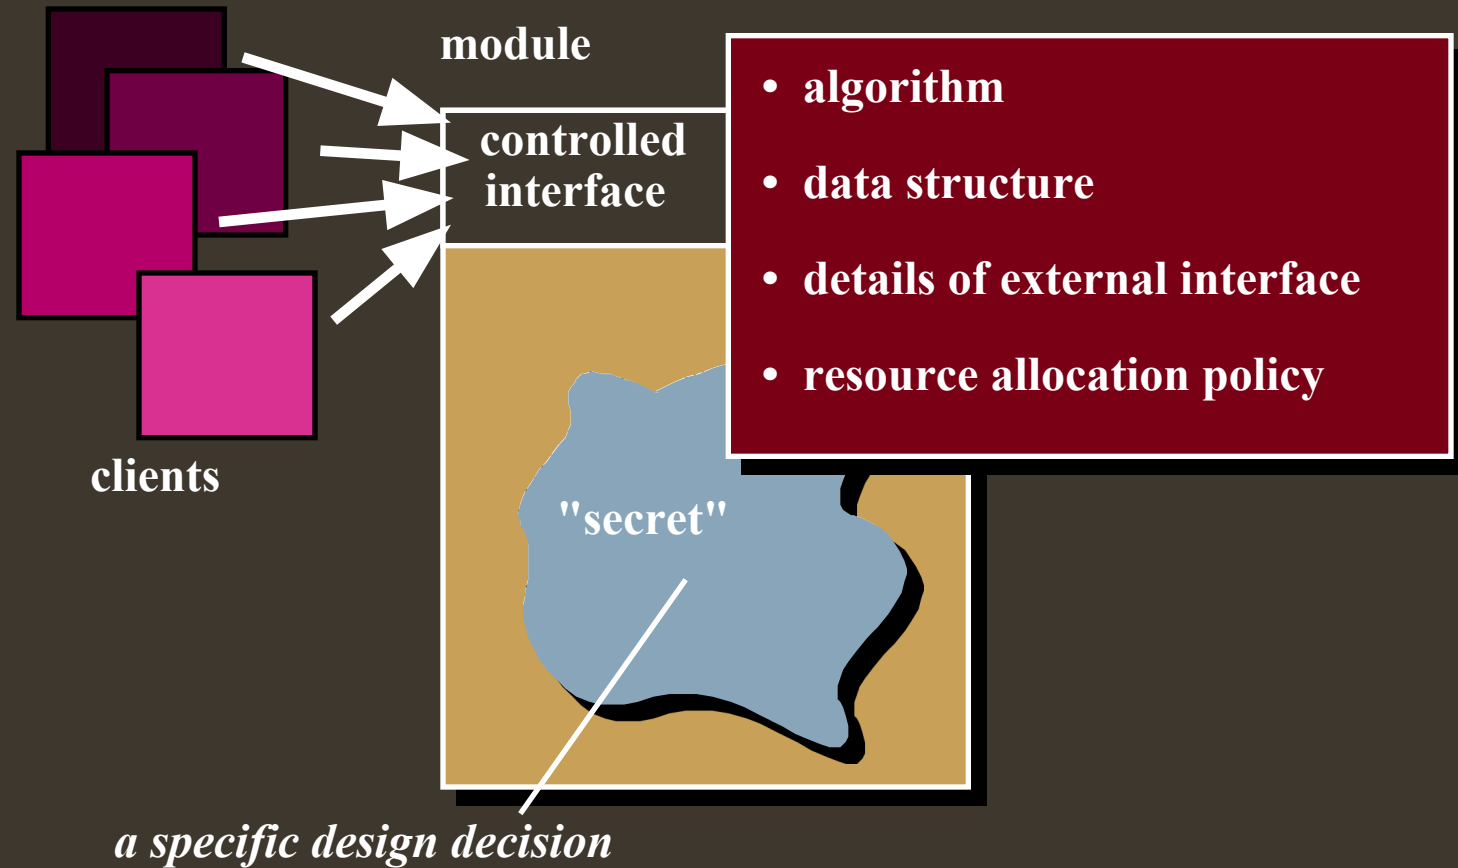 module
• algorithm
controlled
interface
• data structure
• details of external interface
• resource allocation policy
clients
"secret"
a specific design decision